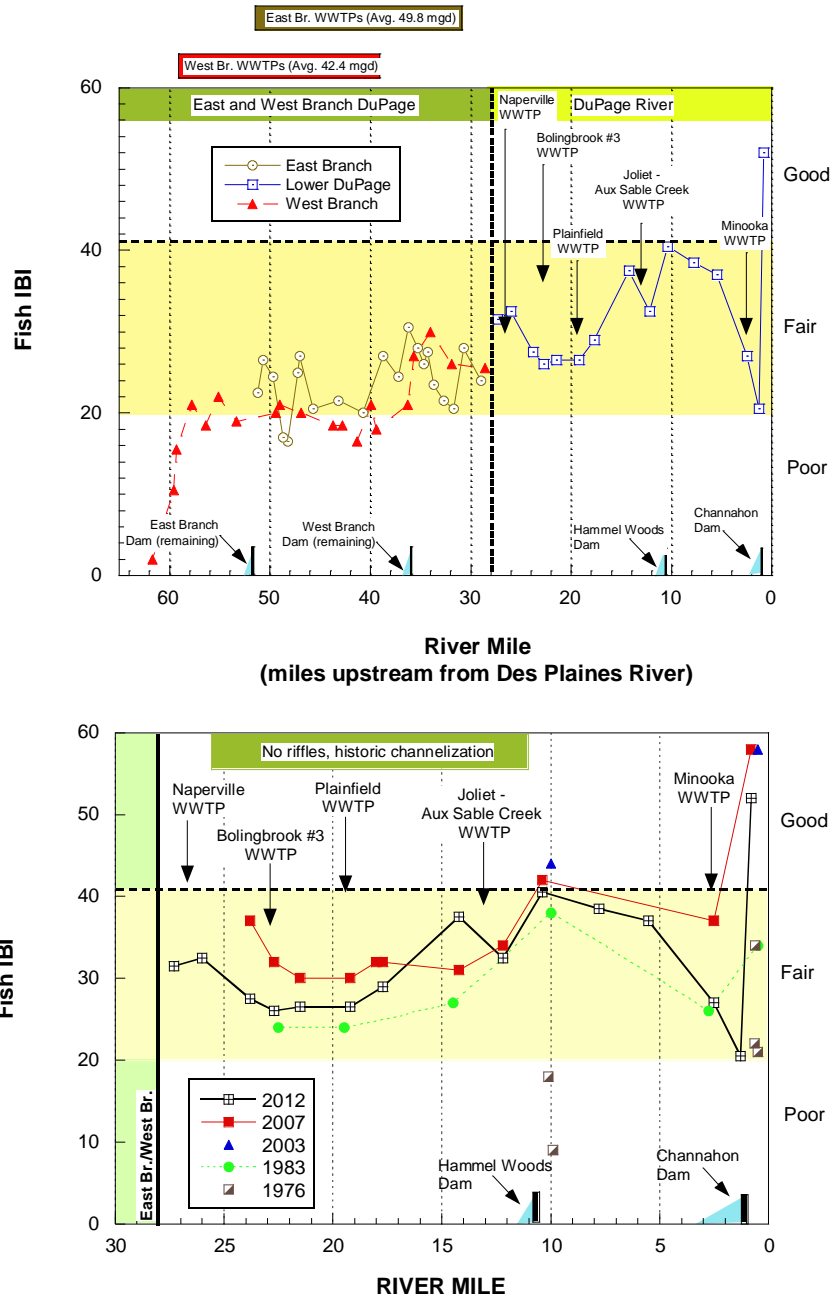 East Br. WWTPs (Avg. 49.8 mgd)
West Br. WWTPs (Avg. 42.4 mgd)
60
East and West Branch DuPage
Naperville
WWTP
DuPage River
East Branch
Lower DuPage
West Branch
Bolingbrook #3
WWTP
Joliet -
Aux Sable Creek
WWTP
Plainfield
WWTP
Minooka
WWTP
Good
40
Fish IBI
Fair
20
Poor
East Branch
Dam (remaining)
West Branch
Dam (remaining)
Hammel Woods
Dam
Channahon
Dam
0
60
50
40
30
20
10
0
River Mile
(miles upstream from Des Plaines River)
60
No riffles, historic channelization
Naperville
WWTP
Plainfield
WWTP
Joliet -
Aux Sable Creek
WWTP
Minooka
WWTP
Bolingbrook #3
WWTP
Good
50
40
Fish IBI
30
Fair
20
Poor
East Br./West Br.
2012
2007
2003
1983
1976
10
Hammel Woods
Dam
Channahon
Dam
0
30
25
20
15
10
5
0
RIVER MILE